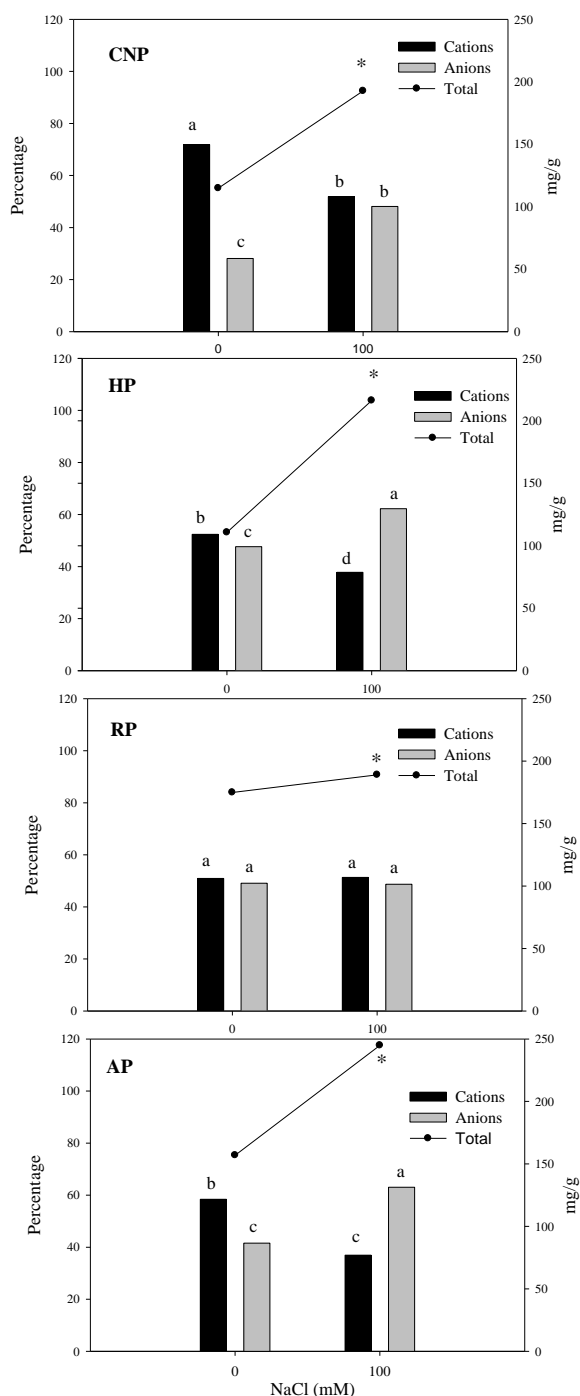 120
250
CNP
Cations
Anions
Total
*
100
200
80
a
150
60
b b
100
40
c
50
20
0
0
0 100
Percentage
mg/g
120
250
HP
*
Cations
Anions
Total
100
200
80
a
150
60
b
c
100
40
d
50
20
0
0
0 100
Percentage
mg/g
120
250
RP
Cations
Anions
Total
*
100
200
80
150
60
a a a a
100
40
50
20
0
0
0 100
Percentage
mg/g
120
250
AP
*
Cations
Anions
Total
100
200
80
a
150
60
b
c c
100
40
50
20
0
0
0 100
Percentage
mg/g
NaCl (mM)